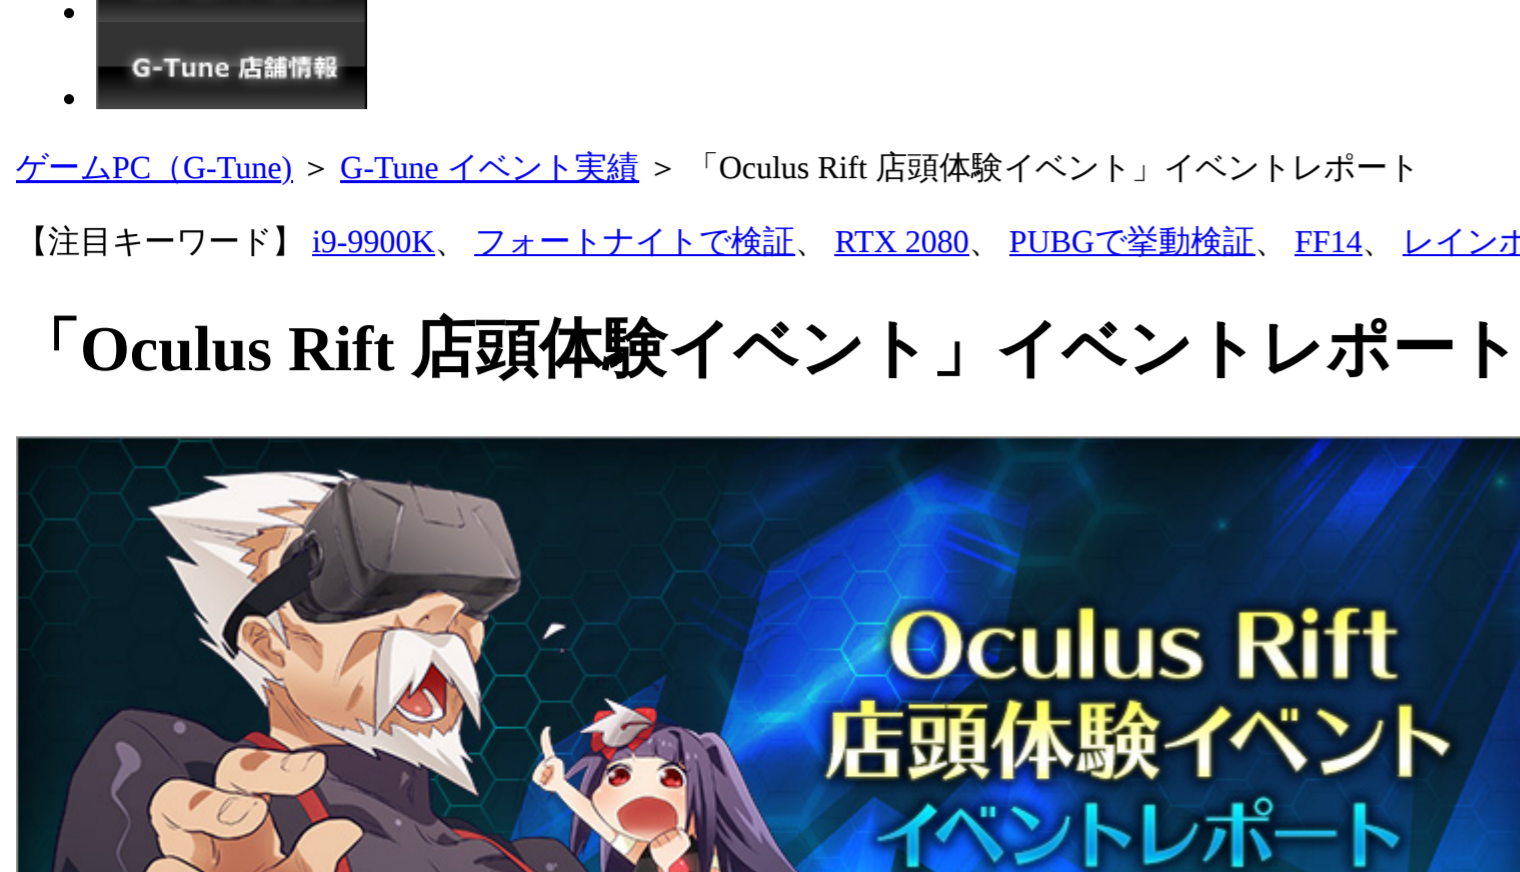 G-Tune 店舗情報
ゲームPC（G-Tune) ＞ G-Tune イベント実績 ＞ 「Oculus Rift 店頭体験イベント」イベントレポート
【注目キーワード】 i9-9900K、 フォートナイトで検証、 RTX 2080、 PUBGで挙動検証、 FF14、 レインボ
「Oculus Rift 店頭体験イベント」イベントレポート
Oculus Rift
店頭体験イベント
イベントレポート